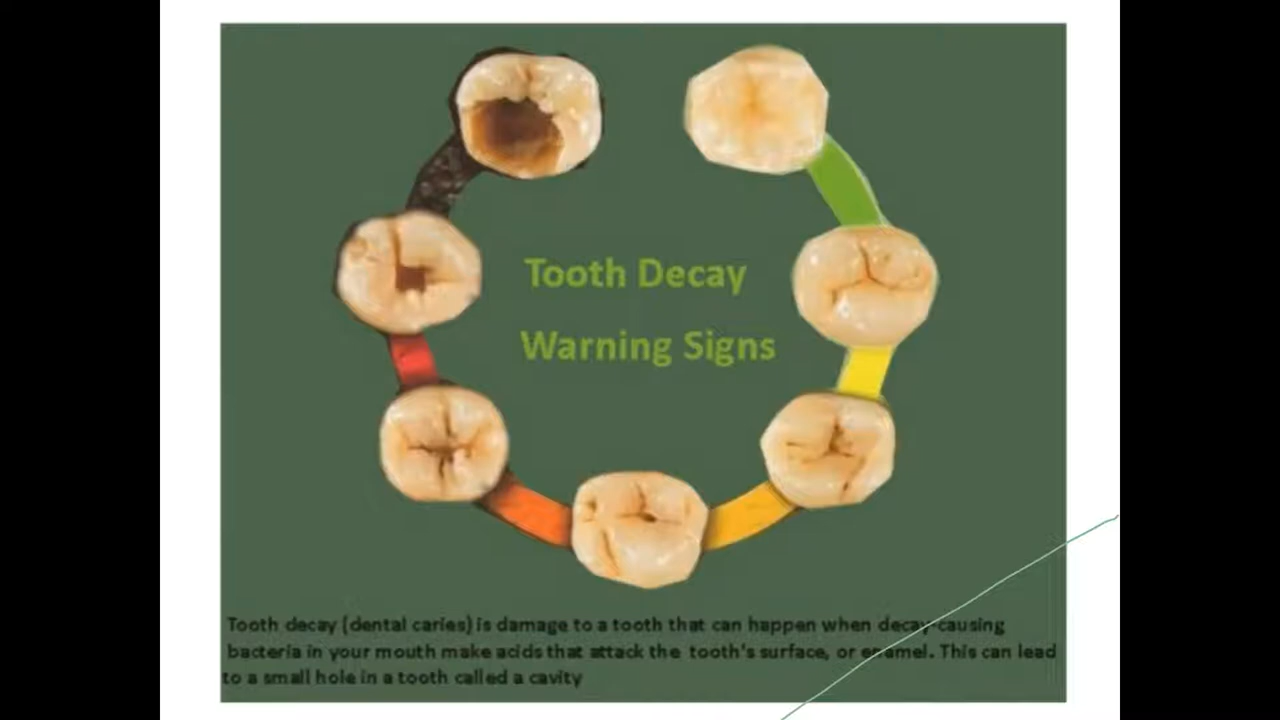 Tooth Decay
Warning Signs
Tooth decay (dental caries) is damage to a tooth that can happen when decay-causing
bacteria in your mouth make acids that attack the tooth's surface, or enamel. This can lead
to a small hole in a tooth called a cavity